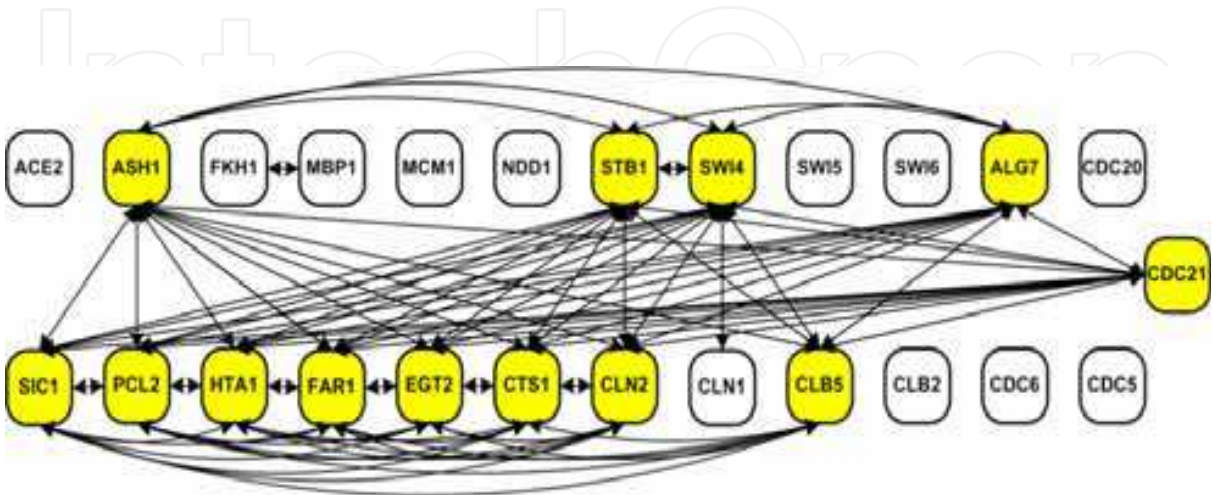 IntechOpen
ACE2 ASH1 FKH1 MBP1 MCM1 NDD1 STB1 SWI4 SWI5 SWI6 ALG7 CDC20
CDC21
SIC1 PCL2 HTA1 FAR1 EGT2 CTS1 CLN2 CLN1 CLB5 CLB2 CDC6 CDC5